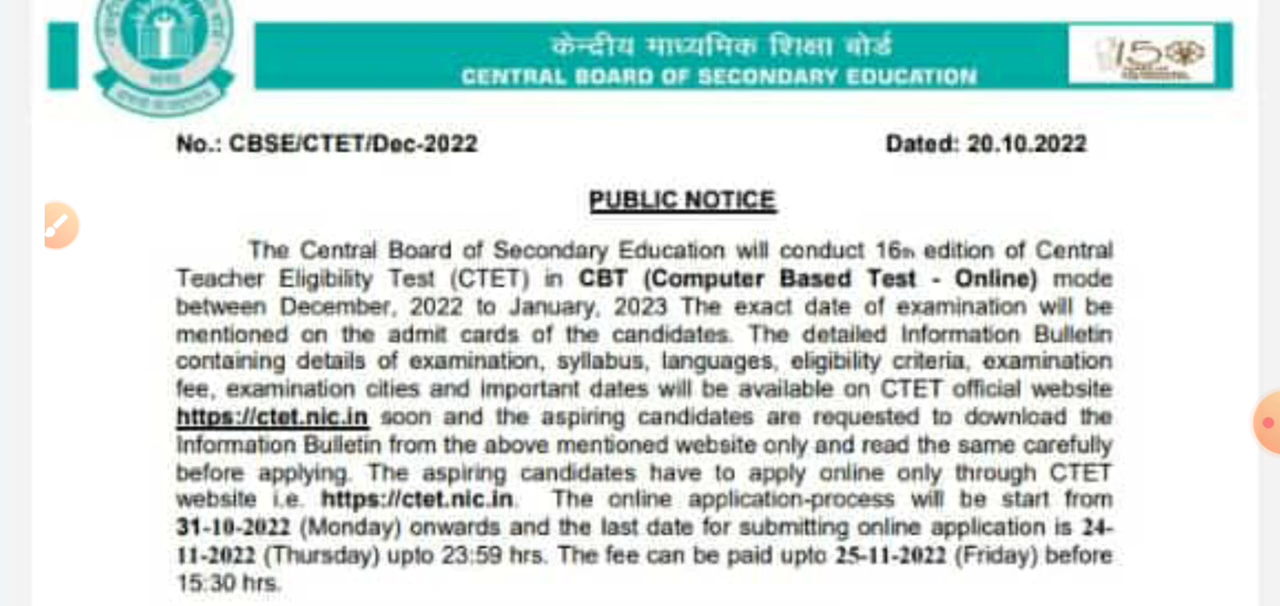 केन्द्रीय माध्यमिक शिक्षा बोर्ड
CENTRAL BOARD OF SECONDARY EDUCATION
150
No.: CBSE/CTET/Dec-2022 Dated: 20.10.2022
PUBLIC NOTICE
The Central Board of Secondary Education will conduct 16th edition of Central
Teacher Eligibility Test (CTET) in CBT (Computer Based Test - Online) mode
between December, 2022 to January, 2023 The exact date of examination will be
mentioned on the admit cards of the candidates. The detailed Information Bulletin
containing details of examination, syllabus, languages, eligibility criteria, examination
fee, examination cities and important dates will be available on CTET official website
https://ctet.nic.in soon and the aspiring candidates are requested to download the
Information Bulletin from the above mentioned website only and read the same carefully
before applying. The aspiring candidates have to apply online only through CTET
website i.e. https://ctet.nic.in. The online application-process will be start from
31-10-2022 (Monday) onwards and the last date for submitting online application is 24-
11-2022 (Thursday) upto 23:59 hrs. The fee can be paid upto 25-11-2022 (Friday) before
15:30 hrs.